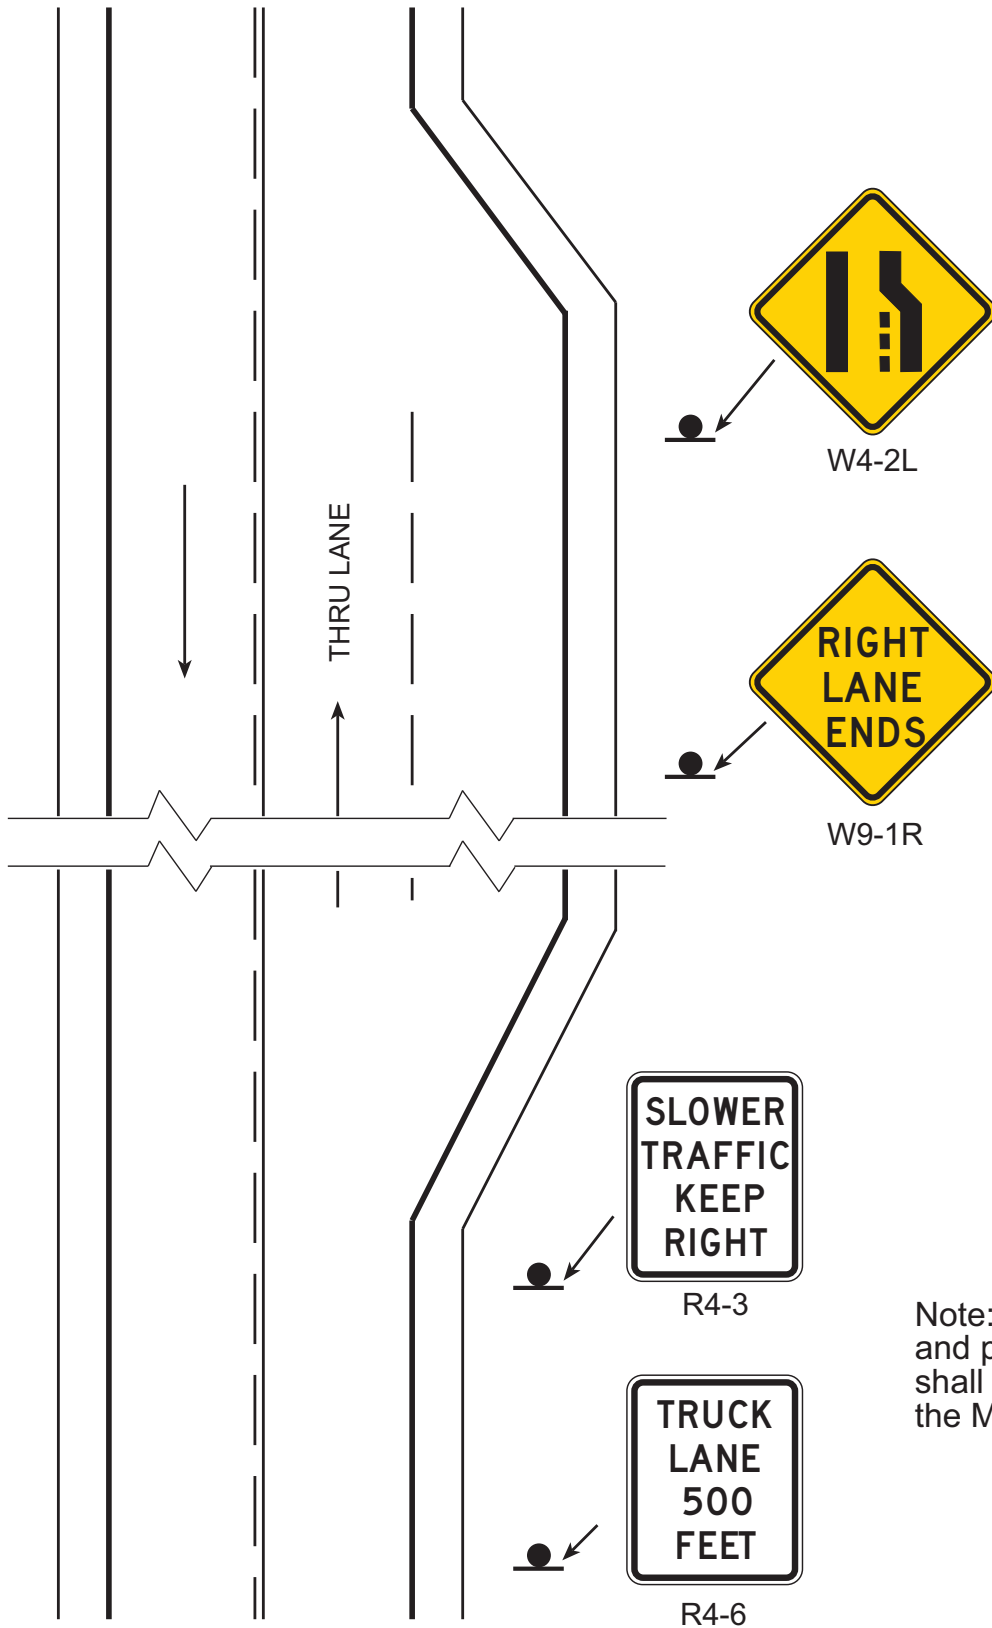 W4-2L
THRU LANE
RIGHT
LANE
ENDS
W9-1R
SLOWER
TRAFFIC
KEEP
RIGHT
R4-3
Note:
and p
shall
the M
TRUCK
LANE
500
FEET
R4-6